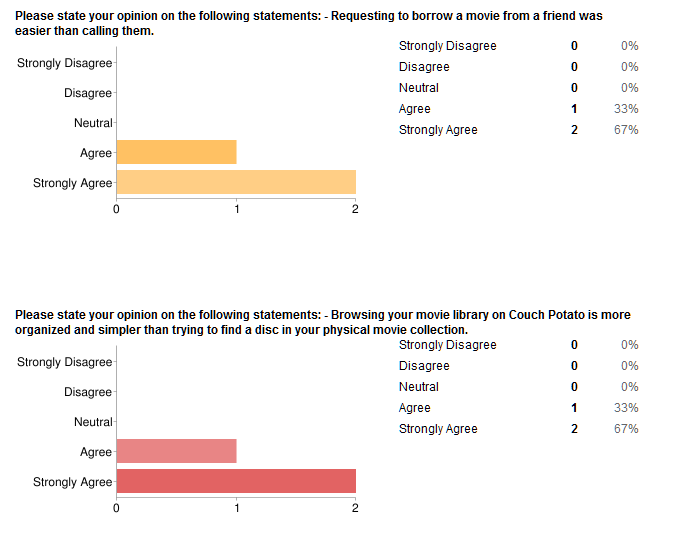 Please state your opinion on the following statements: - Requesting to borrow a movie from a friend was
easier than calling them.
Strongly Disagree
Disagree
Neutral
Agree
Strongly Agree
0 1 2
Strongly Disagree 0 0%
Disagree 0 0%
Neutral 0 0%
Agree 1 33%
Strongly Agree 2 67%
Please state your opinion on the following statements: - Browsing your movie library on Couch Potato is more
organized and simpler than trying to find a disc in your physical movie collection.
Strongly Disagree
Disagree
Neutral
Agree
Strongly Agree
0 1 2
Strongly Disagree 0 0%
Disagree 0 0%
Neutral 0 0%
Agree 1 33%
Strongly Agree 2 67%